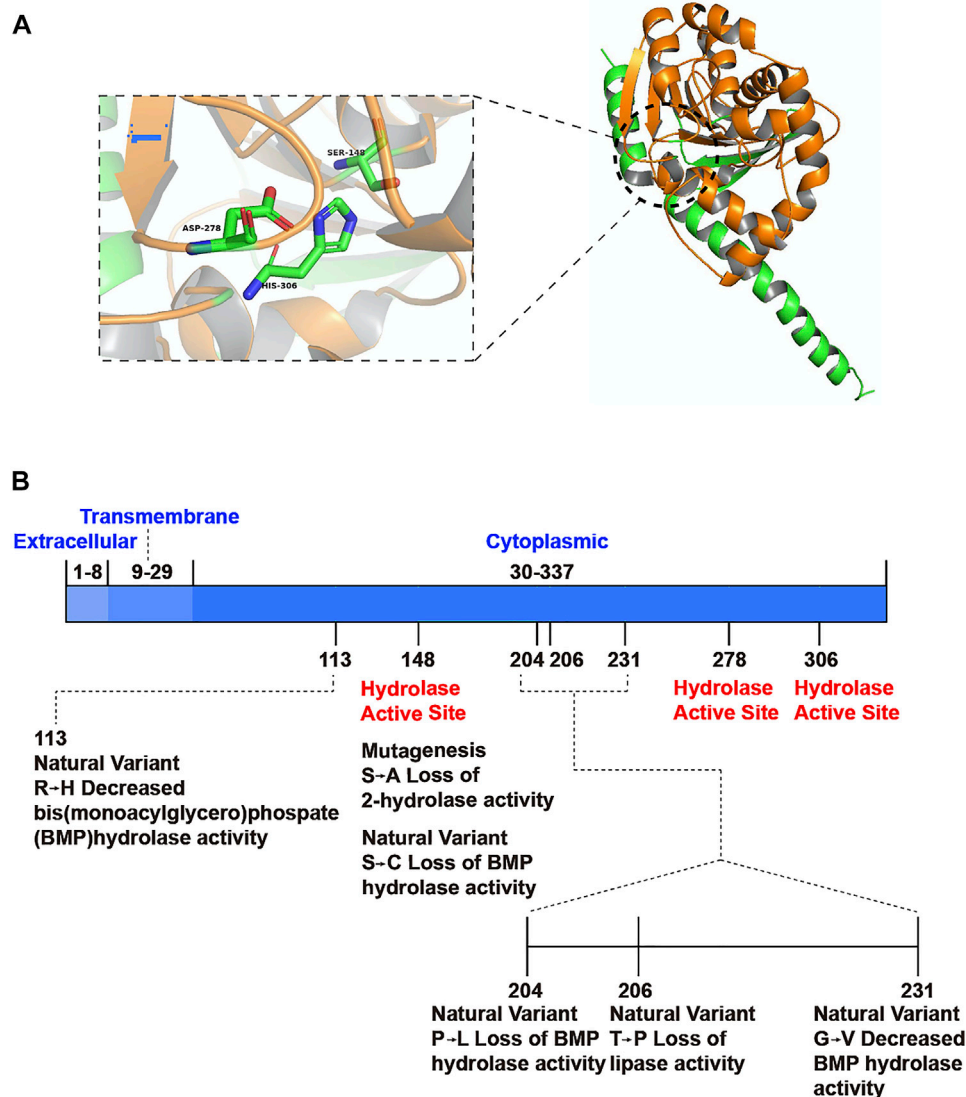 A
SER-148
ASP-278
HIS-306
B
Transmembrane
Extracellular
Cytoplasmic
1-8
9-29
30-337
113
148
204
206
231
278
306
Hydrolase
Active Site
Hydrolase
Active Site
Hydrolase
Active Site
113
Natural Variant
R→H Decreased
bis(monoacylglycero)phospate
(BMP)hydrolase activity
Mutagenesis
S→A Loss of
2-hydrolase activity
Natural Variant
S→C Loss of BMP
hydrolase activity
204
Natural Variant
P→L Loss of BMP
hydrolase activity
206
Natural Variant
T→P Loss of
lipase activity
231
Natural Variant
G→V Decreased
BMP hydrolase
activity